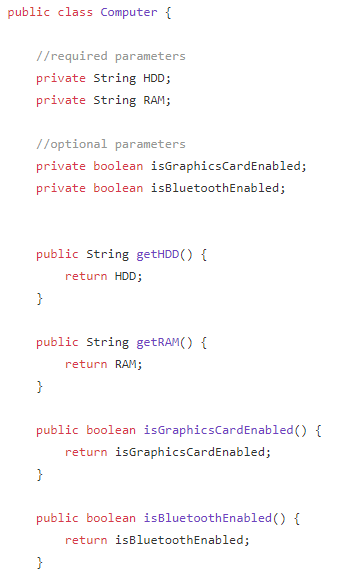 public class Computer {
//required parameters
private String HDD;
private String RAM;
//optional parameters
private boolean isGraphicsCardEnabled;
private boolean isBluetoothEnabled;
public String getHDD() {
return HDD;
}
public String getRAM() {
return RAM;
}
public boolean isGraphicsCardEnabled() {
return isGraphicsCardEnabled;
}
public boolean isBluetoothEnabled() {
return isBluetoothEnabled;
}